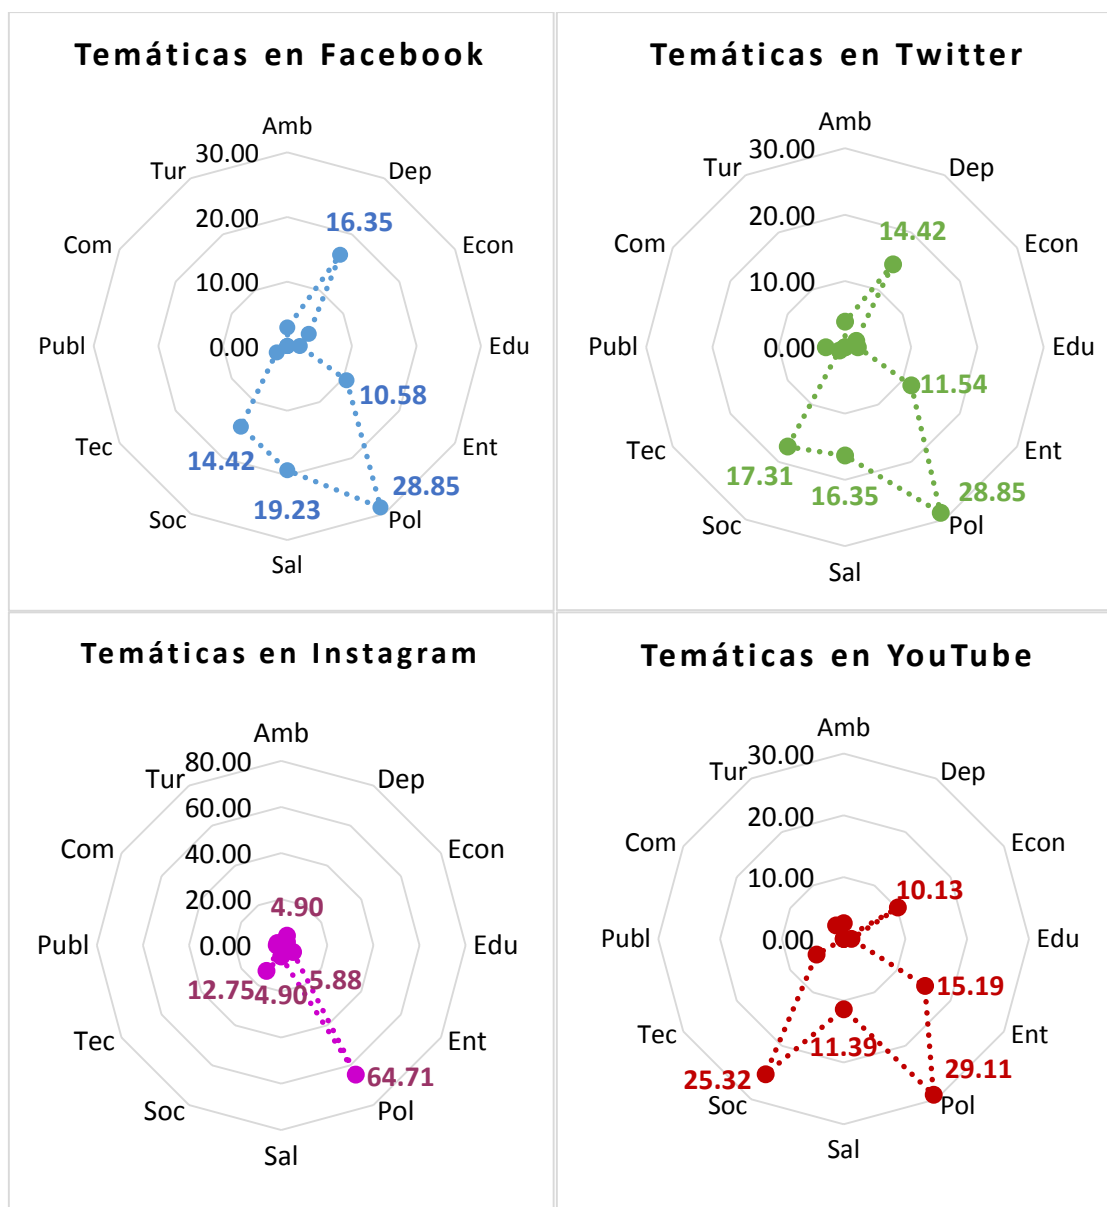 Temáticas en Facebook
Amb
30.00
Tur
Dep
20.00
16.35
Com
Econ
10.00
Publ
0.00
Edu
10.58
Tec
Ent
14.42
19.23
28.85
Soc
Pol
Sal
Temáticas en Twitter
Amb
30.00
Tur
Dep
20.00
14.42
Com
Econ
10.00
Publ
0.00
Edu
11.54
Tec
Ent
17.31
16.35
28.85
Soc
Pol
Sal
Temáticas en Instagram
Amb
80.00
Tur
Dep
60.00
40.00
Com
Econ
20.00
4.90
Publ
0.00
Edu
5.88
12.75
4.90
Tec
Ent
64.71
Soc
Pol
Sal
Temáticas en YouTube
Amb
30.00
Tur
Dep
20.00
Com
Econ
10.00
10.13
Publ
0.00
Edu
15.19
Tec
Ent
11.39
25.32
29.11
Soc
Pol
Sal